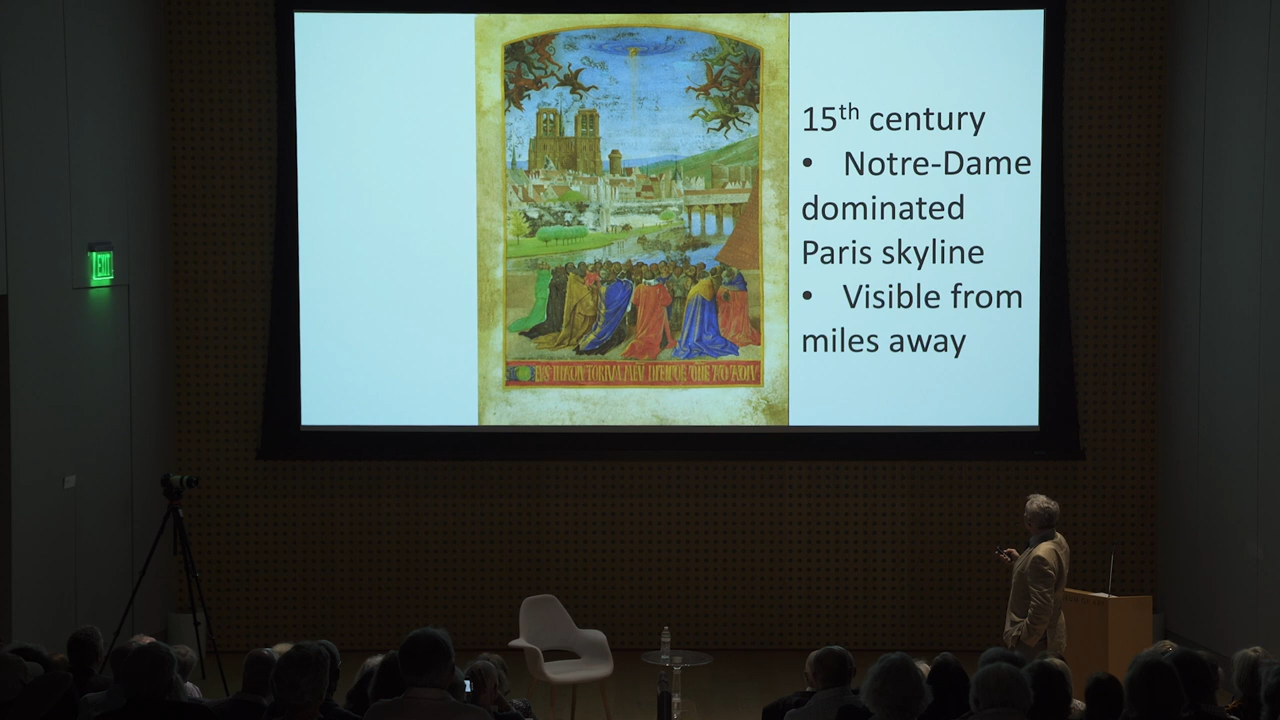 EXIT
15th century
• Notre-Dame
dominated
Paris skyline
• Visible from
miles away